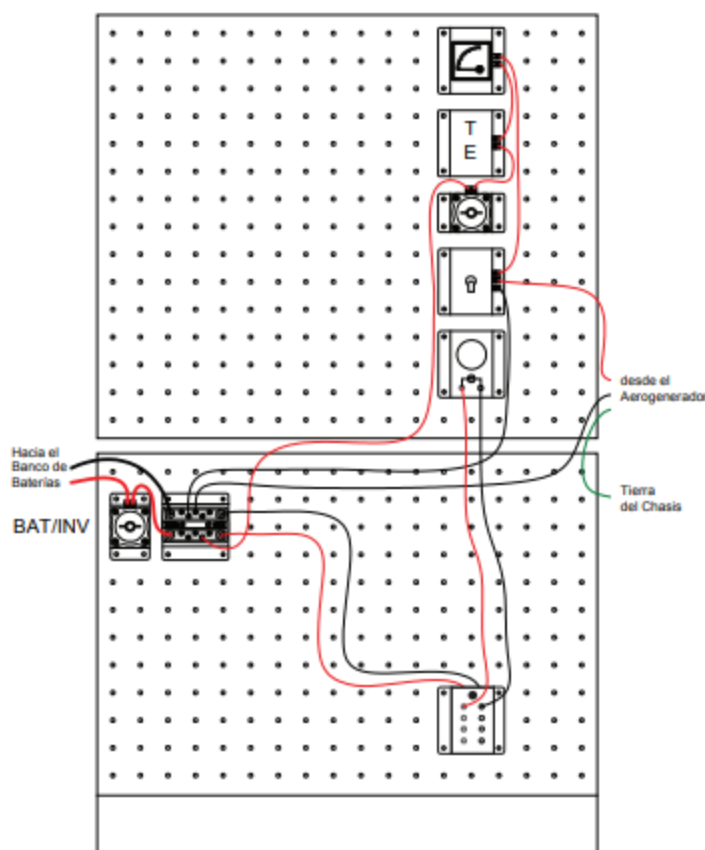 T
E
desde el
Aerogenerador
Hacia el
Banco de
Baterías
Tierra
del Chasis
BAT/INV